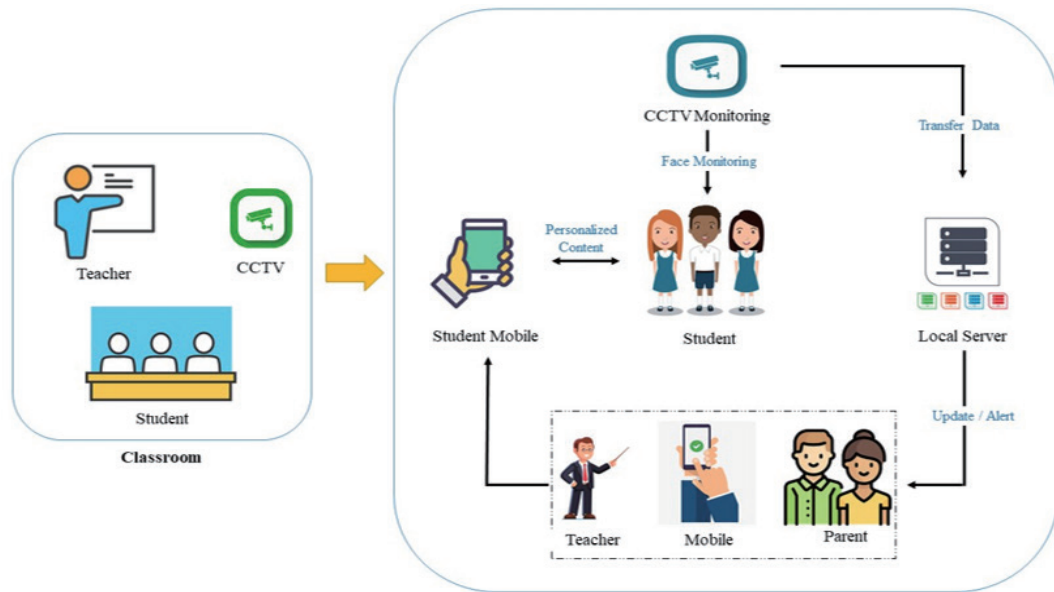 Teacher
CCTV
Student
Classroom
CCTV Monitoring
Face Monitoring
Transfer Data
Personalized
Content
Student Mobile
Student
Local Server
Update / Alert
Teacher
Mobile
Parent